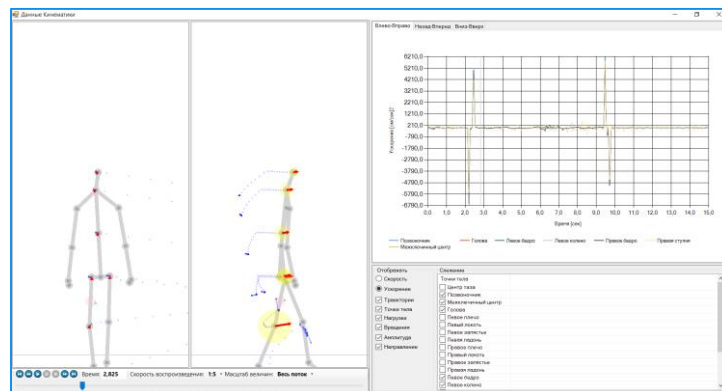 Данные Кинематики
Влево-Вправо Назад-Вперед Вниз-Вверх
6210,0
5210,0
4210,0
3210,0
2210,0
1210,0
210,0
-790,0
-1790,0
-2790,0
-3790,0
-4790,0
-5790,0
-6790,0
Ускорение [см/сек2]
0,0 1,0 2,0 3,0 4,0 5,0 6,0 7,0 8,0 9,0 10,0 11,0 12,0 13,0 14,0 15,0
Время [сек]
Позвоночник Голова Левое бедро Левое колено Правое бедро Правая ступня
Межключичный центр
Отображать
Скорость
Ускорение
Траектории
Точки тела
Нагрузка
Вращение
Амплитуда
Направление
Слежение
Точки тела
Центр таза
Позвоночник
Межключичный центр
Голова
Левое плечо
Левый локоть
Левое запястье
Левая ладонь
Правое плечо
Правый локоть
Правое запястье
Правая ладонь
Левое бедро
Левое колено
Время 2,825 Скорость воспроизведения: 1:5 Масштаб величин: Весь поток